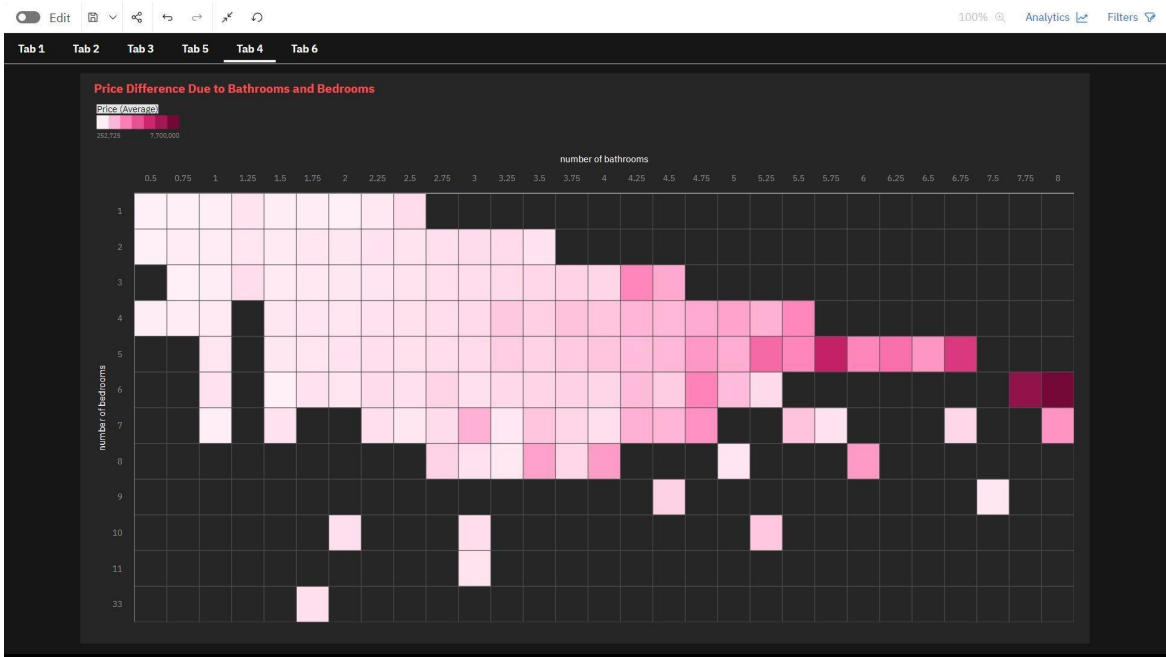 Edit 100% Analytics Filters
Tab 1 Tab 2 Tab 3 Tab 5 Tab 4 Tab 6
Price Difference Due to Bathrooms and Bedrooms
Price (Average)
252,725 7,700,000
number of bathrooms
0.5 0.75 1 1.25 1.5 1.75 2 2.25 2.5 2.75 3 3.25 3.5 3.75 4 4.25 4.5 4.75 5 5.25 5.5 5.75 6 6.25 6.5 6.75 7.5 7.75 8
number of bedrooms
1
2
3
4
5
6
7
8
9
10
11
33